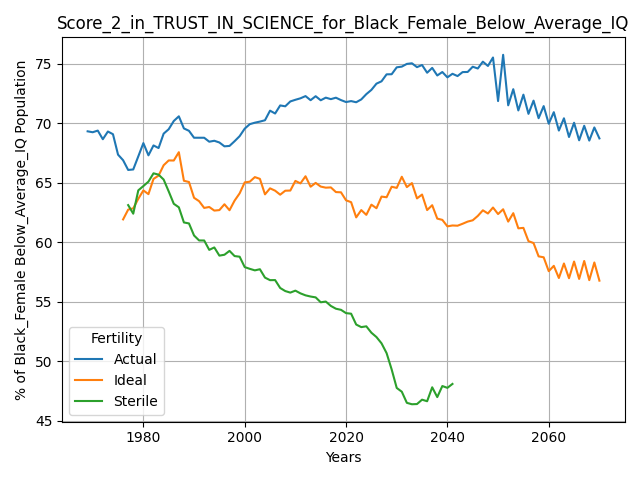 Score_2_in_TRUST_IN_SCIENCE_for_Black_Female_Below_Average_IQ
% of Black_Female Below_Average_IQ Population
75
70
65
60
55
50
45
Fertility
Actual
Ideal
Sterile
1980
2000
2020
2040
2060
Years